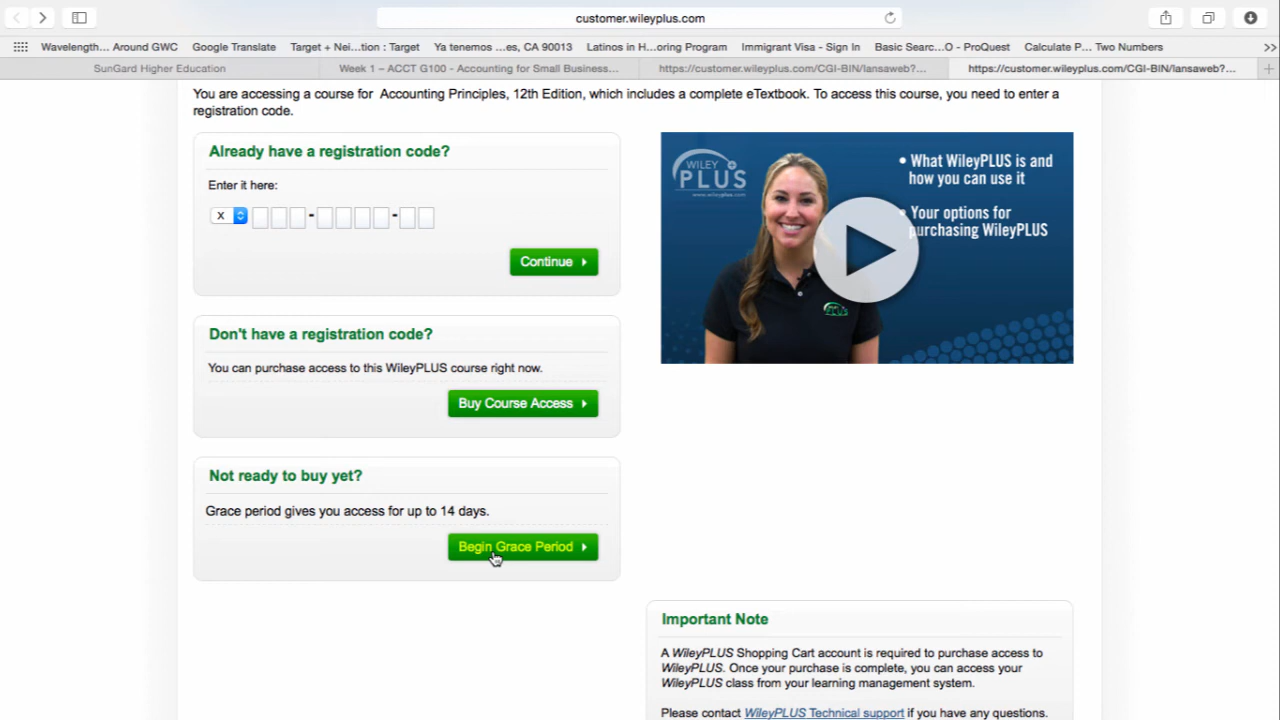 customer.wileyplus.com
Wavelength... Around GWC
Google Translate
Target + Nei...tion : Target
Ya tenemos ...es, CA 90013
Latinos in H...oring Program
Immigrant Visa - Sign In
Basic Searc...O - ProQuest
Calculate P... Two Numbers
>>
SunGard Higher Education
Week 1 – ACCT G100 - Accounting for Small Business...
https://customer.wileyplus.com/CGI-BIN/lansaweb?...
https://customer.wileyplus.com/CGI-BIN/lansaweb?...
You are accessing a course for Accounting Principles, 12th Edition, which includes a complete eTextbook. To access this course, you need to enter a
registration code.
Already have a registration code?
Enter it here:
X
Continue
Don't have a registration code?
You can purchase access to this WileyPLUS course right now.
Buy Course Access
Not ready to buy yet?
Grace period gives you access for up to 14 days.
Begin Grace Period
WILEY
PLUS
www.wileyplus.com
• What WileyPLUS is and
how you can use it
• Your options for
purchasing WileyPLUS
PLUS
Important Note
A WileyPLUS Shopping Cart account is required to purchase access to
WileyPLUS. Once your purchase is complete, you can access your
WileyPLUS class from your learning management system.
Please contact WileyPLUS Technical support if you have any questions.